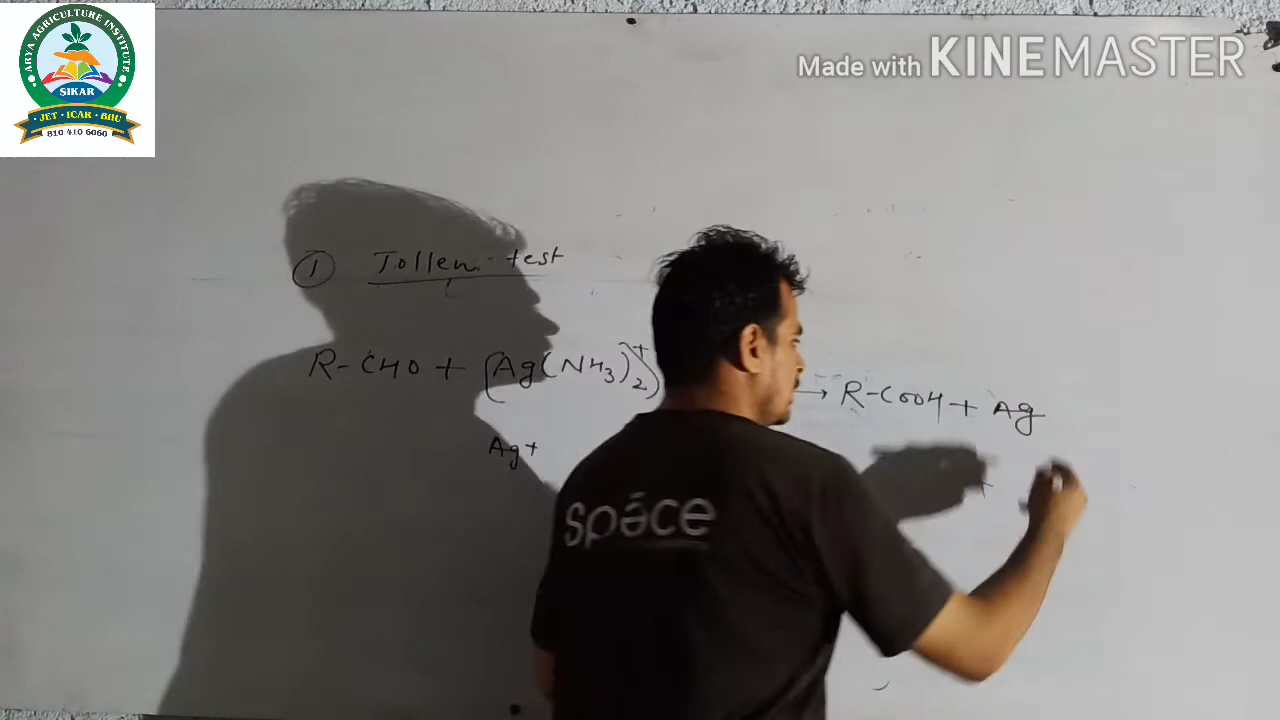 ARYA AGRICULTURE INSTITUTE
SIKAR
· JET · ICAR · BHU
810 410 6060
Made with KINEMASTER
① Tollen's test
R-CHO + (Ag(NH3)2)+ → R-COOH + Ag
Ag+ +
Space